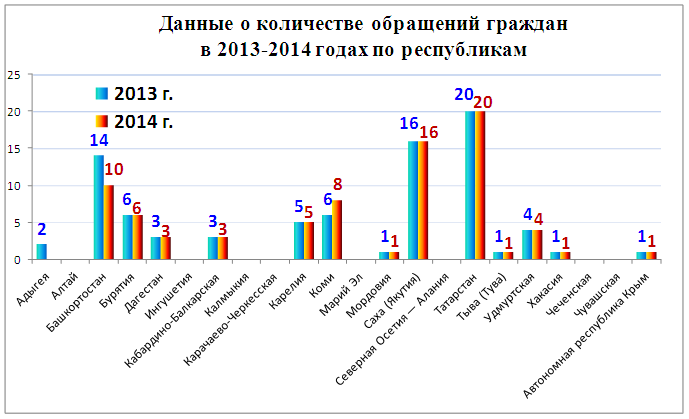 Данные о количестве обращений граждан
в 2013-2014 годах по республикам
25
20
15
10
5
0
2013 г.
2014 г.
2
14
10
6
6
3
3
3
3
5
5
6
8
1
1
16
16
20
20
1
1
4
4
1
1
1
1
Адыгея
Алтай
Башкортостан
Бурятия
Дагестан
Ингушетия
Кабардино-Балкарская
Калмыкия
Карачаево-Черкесская
Карелия
Коми
Марий Эл
Мордовия
Саха (Якутия)
Северная Осетия — Алания
Татарстан
Тыва (Тува)
Удмуртская
Хакасия
Чеченская
Чувашская
Автономная республика Крым